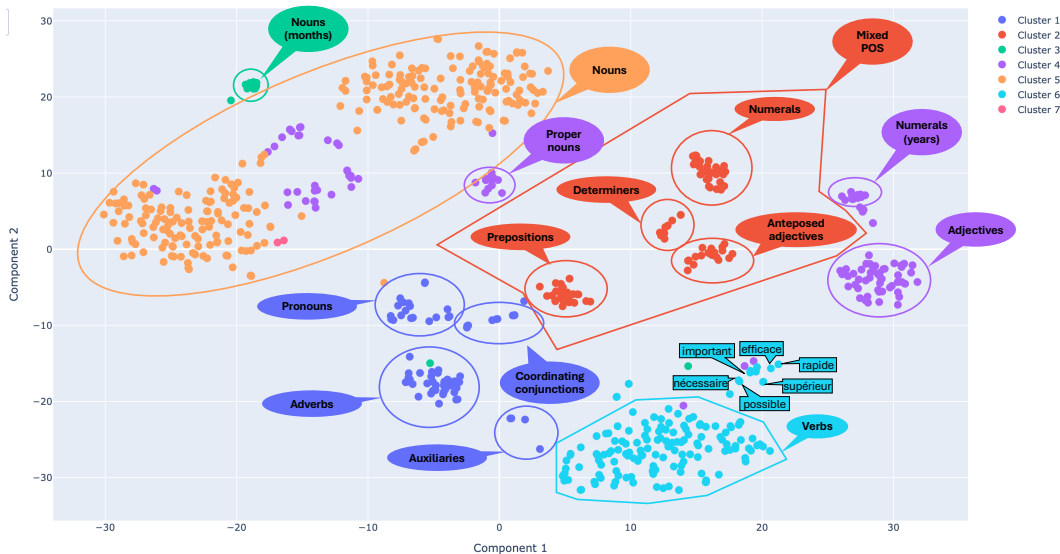 30
20
10
0
−10
−20
−30
−30
−20
−10
0
10
20
30
Component 1
Component 2
Nouns
(months)
Nouns
Mixed
POS
Numerals
Numerals
(years)
Proper
nouns
Determiners
Anteposed
adjectives
Prepositions
Adjectives
Pronouns
Coordinating
conjunctions
Adverbs
Auxiliaries
important
efficace
rapide
nécessaire
supérieur
possible
Verbs
Cluster 1
Cluster 2
Cluster 3
Cluster 4
Cluster 5
Cluster 6
Cluster 7